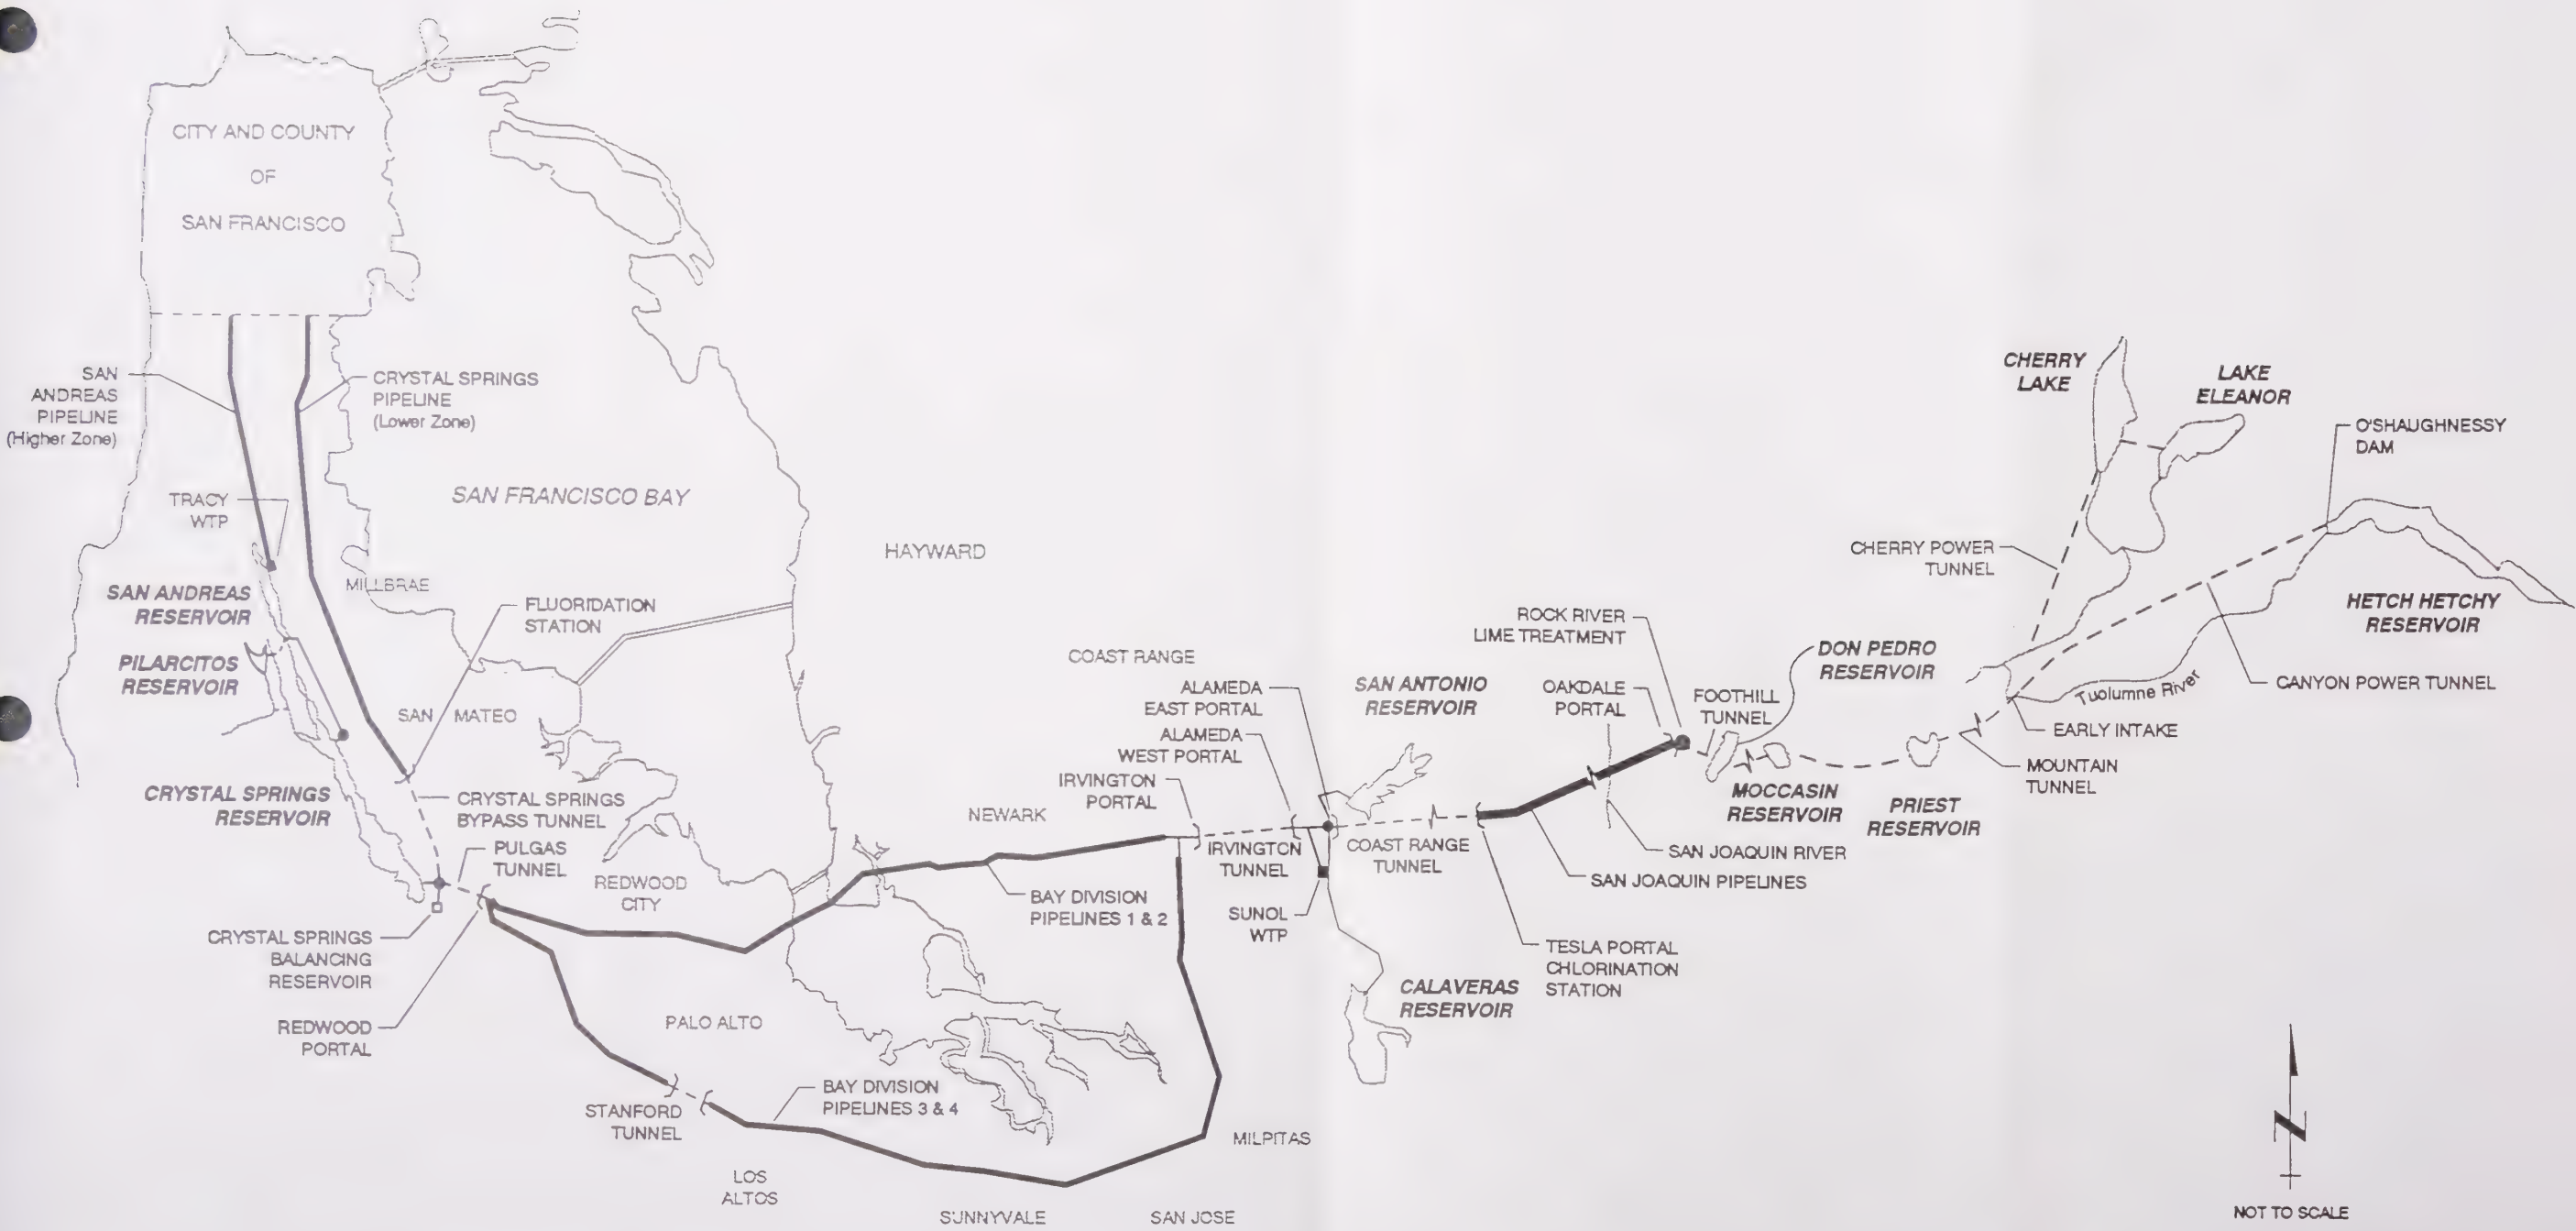 CITY AND COUNTY
OF
SAN FRANCISCO
SAN
ANDREAS
PIPELINE
(Higher Zone)
CRYSTAL SPRINGS
PIPELINE
(Lower Zone)
TRACY
WTP
SAN FRANCISCO BAY
HAYWARD
MILLBRAE
SAN ANDREAS
RESERVOIR
FLUORIDATION
STATION
PILARCITOS
RESERVOIR
SAN MATEO
CRYSTAL SPRINGS
RESERVOIR
CRYSTAL SPRINGS
BYPASS TUNNEL
PULGAS
TUNNEL
REDWOOD
CITY
CRYSTAL SPRINGS
BALANCING
RESERVOIR
REDWOOD
PORTAL
PALO ALTO
STANFORD
TUNNEL
BAY DIVISION
PIPELINES 3 & 4
LOS
ALTOS
SUNNYVALE
SAN JOSE
MILPITAS
NEWARK
BAY DIVISION
PIPELINES 1 & 2
COAST RANGE
ALAMEDA
EAST PORTAL
ALAMEDA
WEST PORTAL
IRVINGTON
PORTAL
IRVINGTON
TUNNEL
SUNOL
WTP
SAN ANTONIO
RESERVOIR
COAST RANGE
TUNNEL
CALAVERAS
RESERVOIR
ROCK RIVER
LIME TREATMENT
OAKDALE
PORTAL
FOOTHILL
TUNNEL
DON PEDRO
RESERVOIR
SAN JOAQUIN RIVER
SAN JOAQUIN PIPELINES
TESLA PORTAL
CHLORINATION
STATION
MOCCASIN
RESERVOIR
PRIEST
RESERVOIR
CHERRY
LAKE
LAKE
ELEANOR
O'SHAUGHNESSY
DAM
CHERRY POWER
TUNNEL
HETCH HETCHY
RESERVOIR
CANYON POWER TUNNEL
Tuolumne River
EARLY INTAKE
MOUNTAIN
TUNNEL
N
NOT TO SCALE